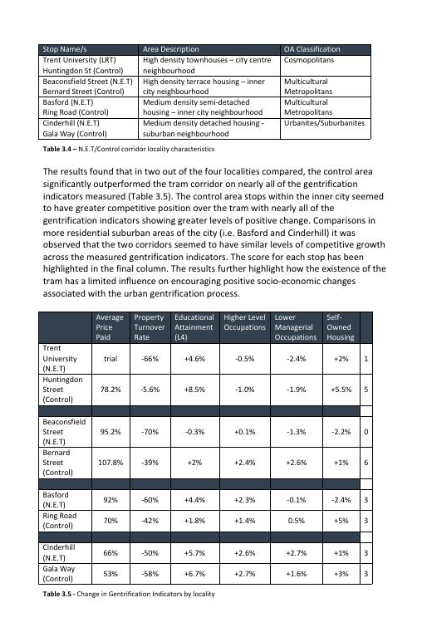 Stop Name/s Area Description OA Classification
Trent University (LRT) High density townhouses – city centre Cosmopolitans
Huntingdon St (Control) neighbourhood
Beaconsfield Street (N.E.T) High density terrace housing – inner Multicultural
Bernard Street (Control) city neighbourhood Metropolitans
Basford (N.E.T) Medium density semi-detached Multicultural
Ring Road (Control) housing – inner city neighbourhood Metropolitans
Cinderhill (N.E.T) Medium density detached housing - Urbanites/Suburbanites
Gala Way (Control) suburban neighbourhood
Table 3.4 – N.E.T/Control corridor locality characteristics
The results found that in two out of the four localities compared, the control area
significantly outperformed the tram corridor on nearly all of the gentrification
indicators measured (Table 3.5). The control area stops within the inner city seemed
to have greater competitive position over the tram with nearly all of the
gentrification indicators showing greater levels of positive change. Comparisons in
more residential suburban areas of the city (i.e. Basford and Cinderhill) it was
observed that the two corridors seemed to have similar levels of competitive growth
across the measured gentrification indicators. The score for each stop has been
highlighted in the final column. The results further highlight how the existence of the
tram has a limited influence on encouraging positive socio-economic changes
associated with the urban gentrification process.
Average Property Educational Higher Level Lower Self-
Price Turnover Attainment Occupations Managerial Owned
Paid Rate (L4) Occupations Housing
Trent
University trial -66% +4.6% -0.5% -2.4% +2% 1
(N.E.T)
Huntingdon
Street 78.2% -5.6% +8.5% -1.0% -1.9% +5.5% 5
(Control)
Beaconsfield
Street 95.2% -70% -0.3% +0.1% -1.3% -2.2% 0
(N.E.T)
Bernard
Street 107.8% -39% +2% +2.4% +2.6% +1% 6
(Control)
Basford 92% -60% +4.4% +2.3% -0.1% -2.4% 3
(N.E.T)
Ring Road 70% -42% +1.8% +1.4% 0.5% +5% 3
(Control)
Cinderhill 66% -50% +5.7% +2.6% +2.7% +1% 3
(N.E.T)
Gala Way 53% -58% +6.7% +2.7% +1.6% +3% 3
(Control)
Table 3.5 - Change in Gentrification Indicators by locality